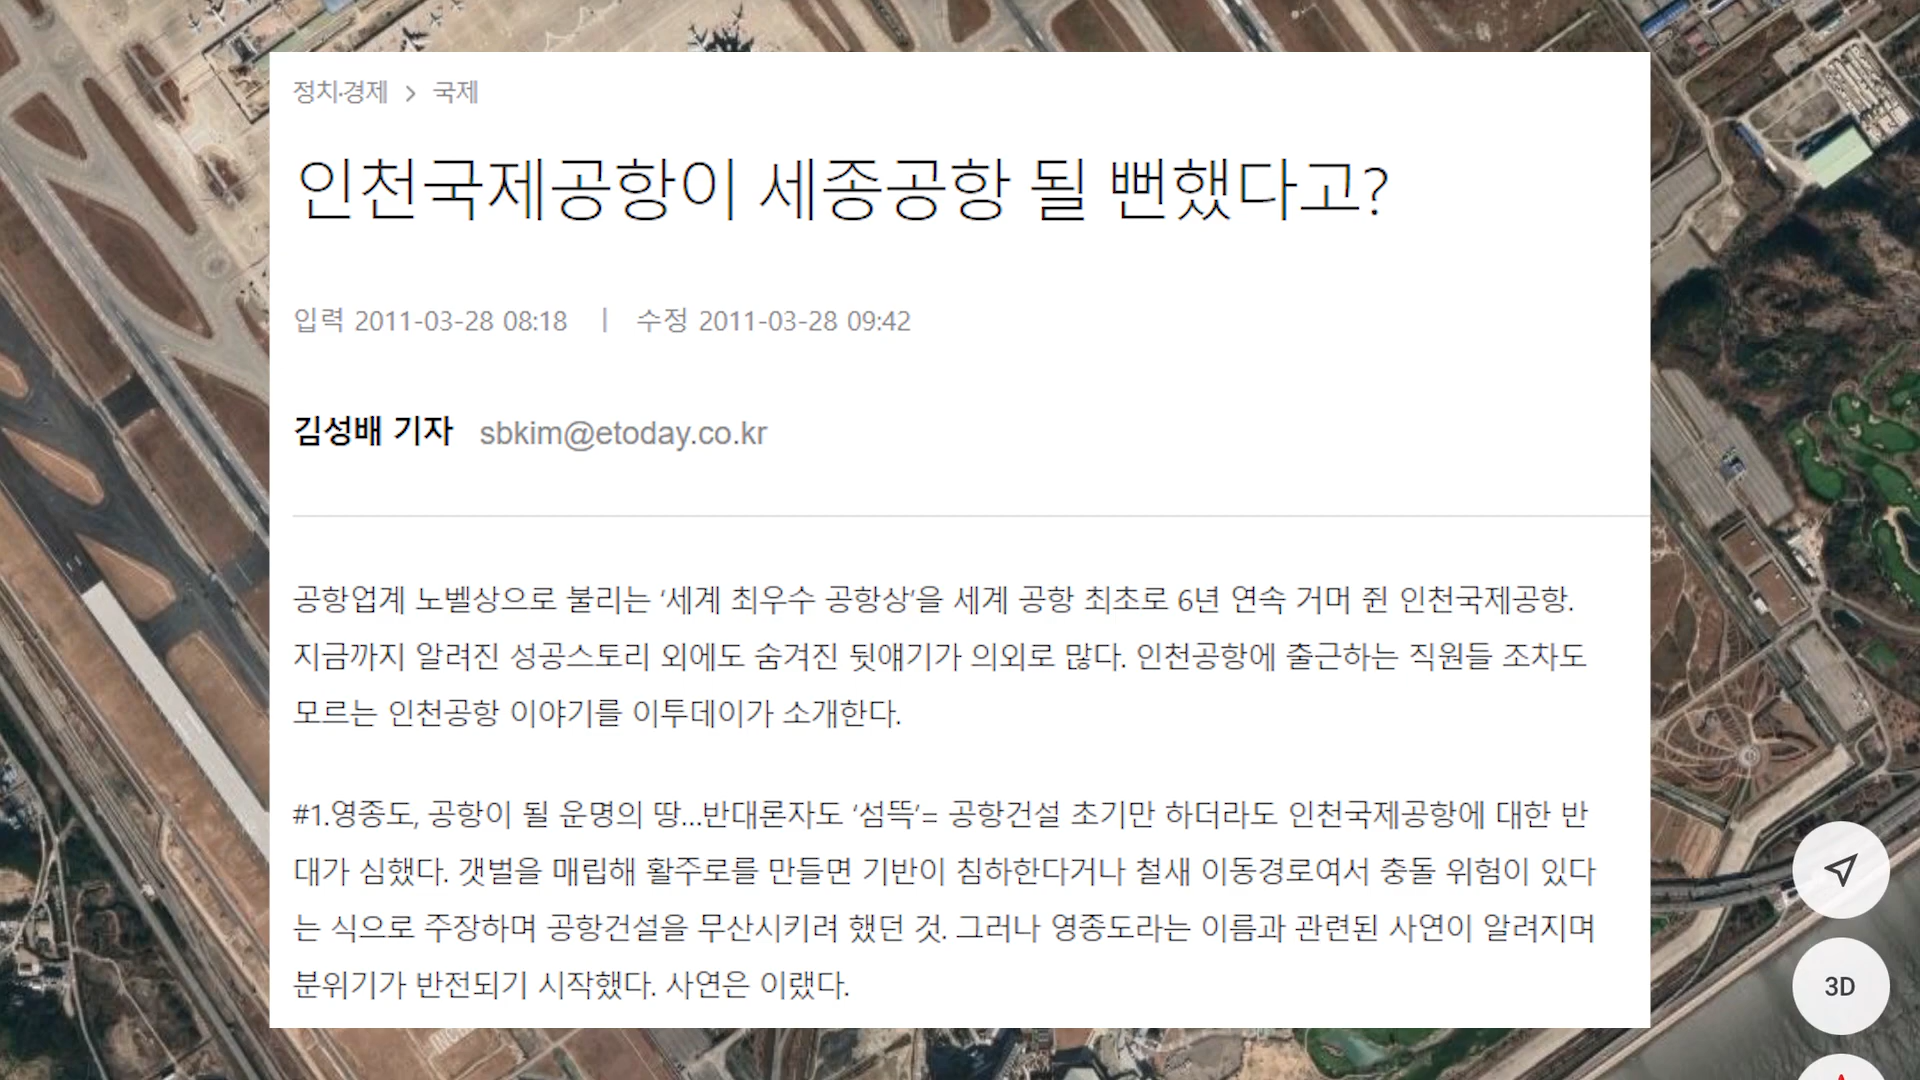 정치·경제 > 국제
인천국제공항이 세종공항 될 뻔했다고?
입력 2011-03-28 08:18 | 수정 2011-03-28 09:42
김성배 기자 sbkim@etoday.co.kr
공항업계 노벨상으로 불리는 ‘세계 최우수 공항상’을 세계 공항 최초로 6년 연속 거머 쥔 인천국제공항.
지금까지 알려진 성공스토리 외에도 숨겨진 뒷얘기가 의외로 많다. 인천공항에 출근하는 직원들 조차도
모르는 인천공항 이야기를 이투데이가 소개한다.
#1.영종도, 공항이 될 운명의 땅...반대론자도 ‘섬뜩’= 공항건설 초기만 하더라도 인천국제공항에 대한 반
대가 심했다. 갯벌을 매립해 활주로를 만들면 기반이 침하한다거나 철새 이동경로여서 충돌 위험이 있다
는 식으로 주장하며 공항건설을 무산시키려 했던 것. 그러나 영종도라는 이름과 관련된 사연이 알려지며
분위기가 반전되기 시작했다. 사연은 이랬다.
3D